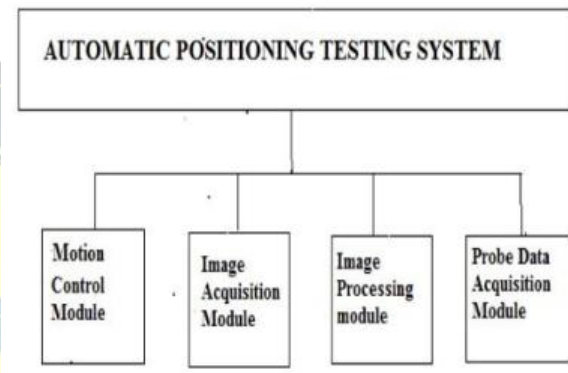 AUTOMATIC POSITIONING TESTING SYSTEM
Motion
Control
Module
Image
Acquisition
Module
Image
Processing
module
Probe Data
Acquisition
Module